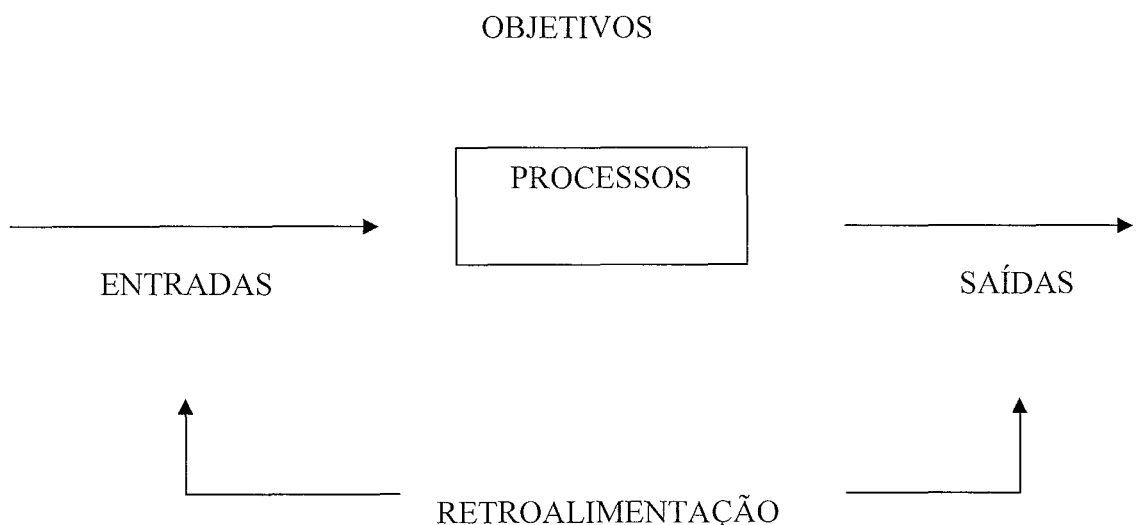 OBJETIVOS
PROCESSOS
ENTRADAS
SAÍDAS
RETROALIMENTAÇÃO